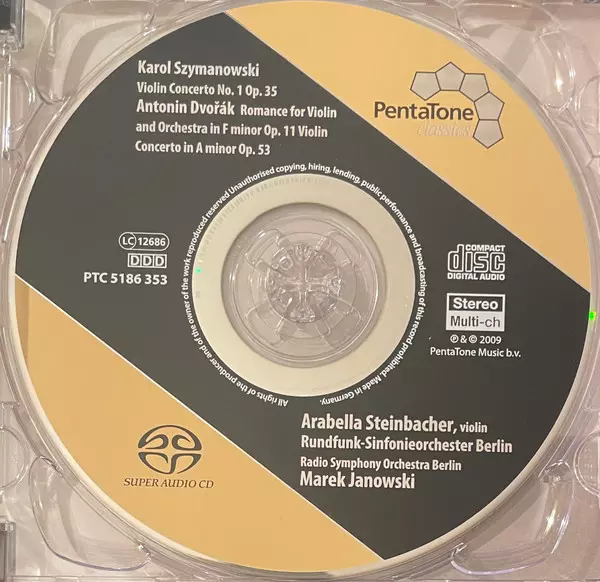 Karol Szymanowski
Violin Concerto No. 1 Op. 35
Antonin Dvořák Romance for Violin
and Orchestra in F minor Op. 11 Violin
Concerto in A minor Op. 53
PentaTone
classics
All rights of the producer and of the owner of the work reproduced reserved Unauthorised copying, hiring, lending, public performance and broadcasting of this record prohibited. Made in Germany.
LC 12686
DDD
PTC 5186 353
COMPACT
disc
DIGITAL AUDIO
Stereo
Multi-ch
℗ & © 2009
PentaTone Music b.v.
Arabella Steinbacher, violin
Rundfunk-Sinfonieorchester Berlin
Radio Symphony Orchestra Berlin
Marek Janowski
SUPER AUDIO CD